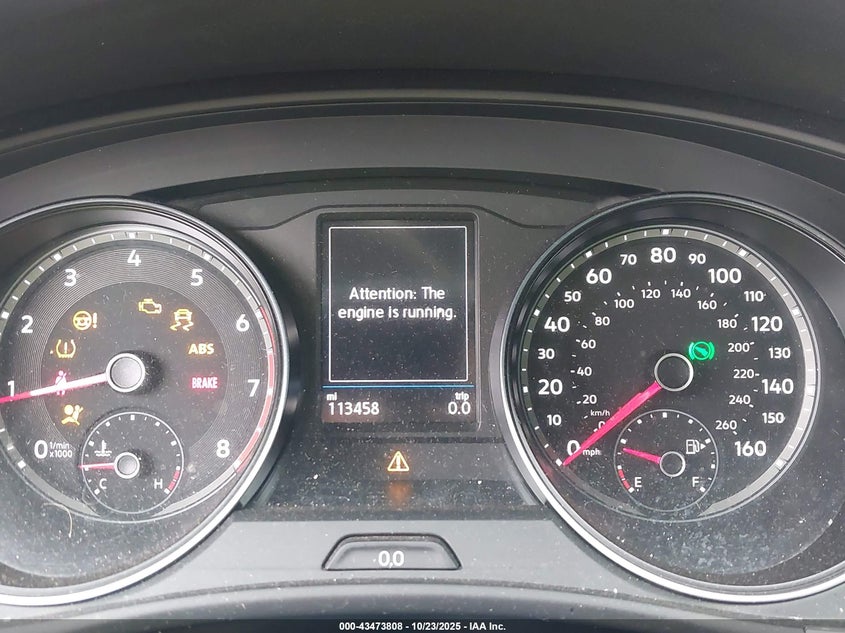 0 1 2 3 4 5 6 7 8
1/min
x1000
ABS
BRAKE
C H
Attention: The
engine is running.
mi trip
113458 0.0
0.0
0 10 20 30 40 50 60 70 80 90 100 110 120 130 140 150 160
mph
0 20 40 60 80 100 120 140 160 180 200 220 240 260
km/h
E F
000-43473808 - 10/23/2025 - IAA Inc.